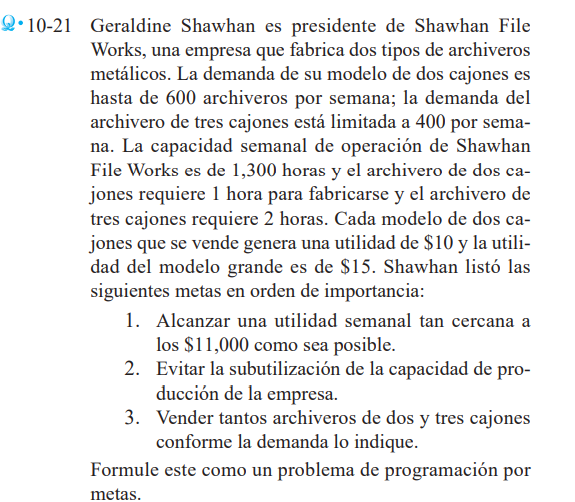 Q• 10-21 Geraldine Shawhan es presidente de Shawhan File
Works, una empresa que fabrica dos tipos de archiveros
metálicos. La demanda de su modelo de dos cajones es
hasta de 600 archiveros por semana; la demanda del
archivero de tres cajones está limitada a 400 por sema-
na. La capacidad semanal de operación de Shawhan
File Works es de 1,300 horas y el archivero de dos ca-
jones requiere 1 hora para fabricarse y el archivero de
tres cajones requiere 2 horas. Cada modelo de dos ca-
jones que se vende genera una utilidad de $10 y la utili-
dad del modelo grande es de $15. Shawhan listó las
siguientes metas en orden de importancia:
1. Alcanzar una utilidad semanal tan cercana a
los $11,000 como sea posible.
2. Evitar la subutilización de la capacidad de pro-
ducción de la empresa.
3. Vender tantos archiveros de dos y tres cajones
conforme la demanda lo indique.
Formule este como un problema de programación por
metas.